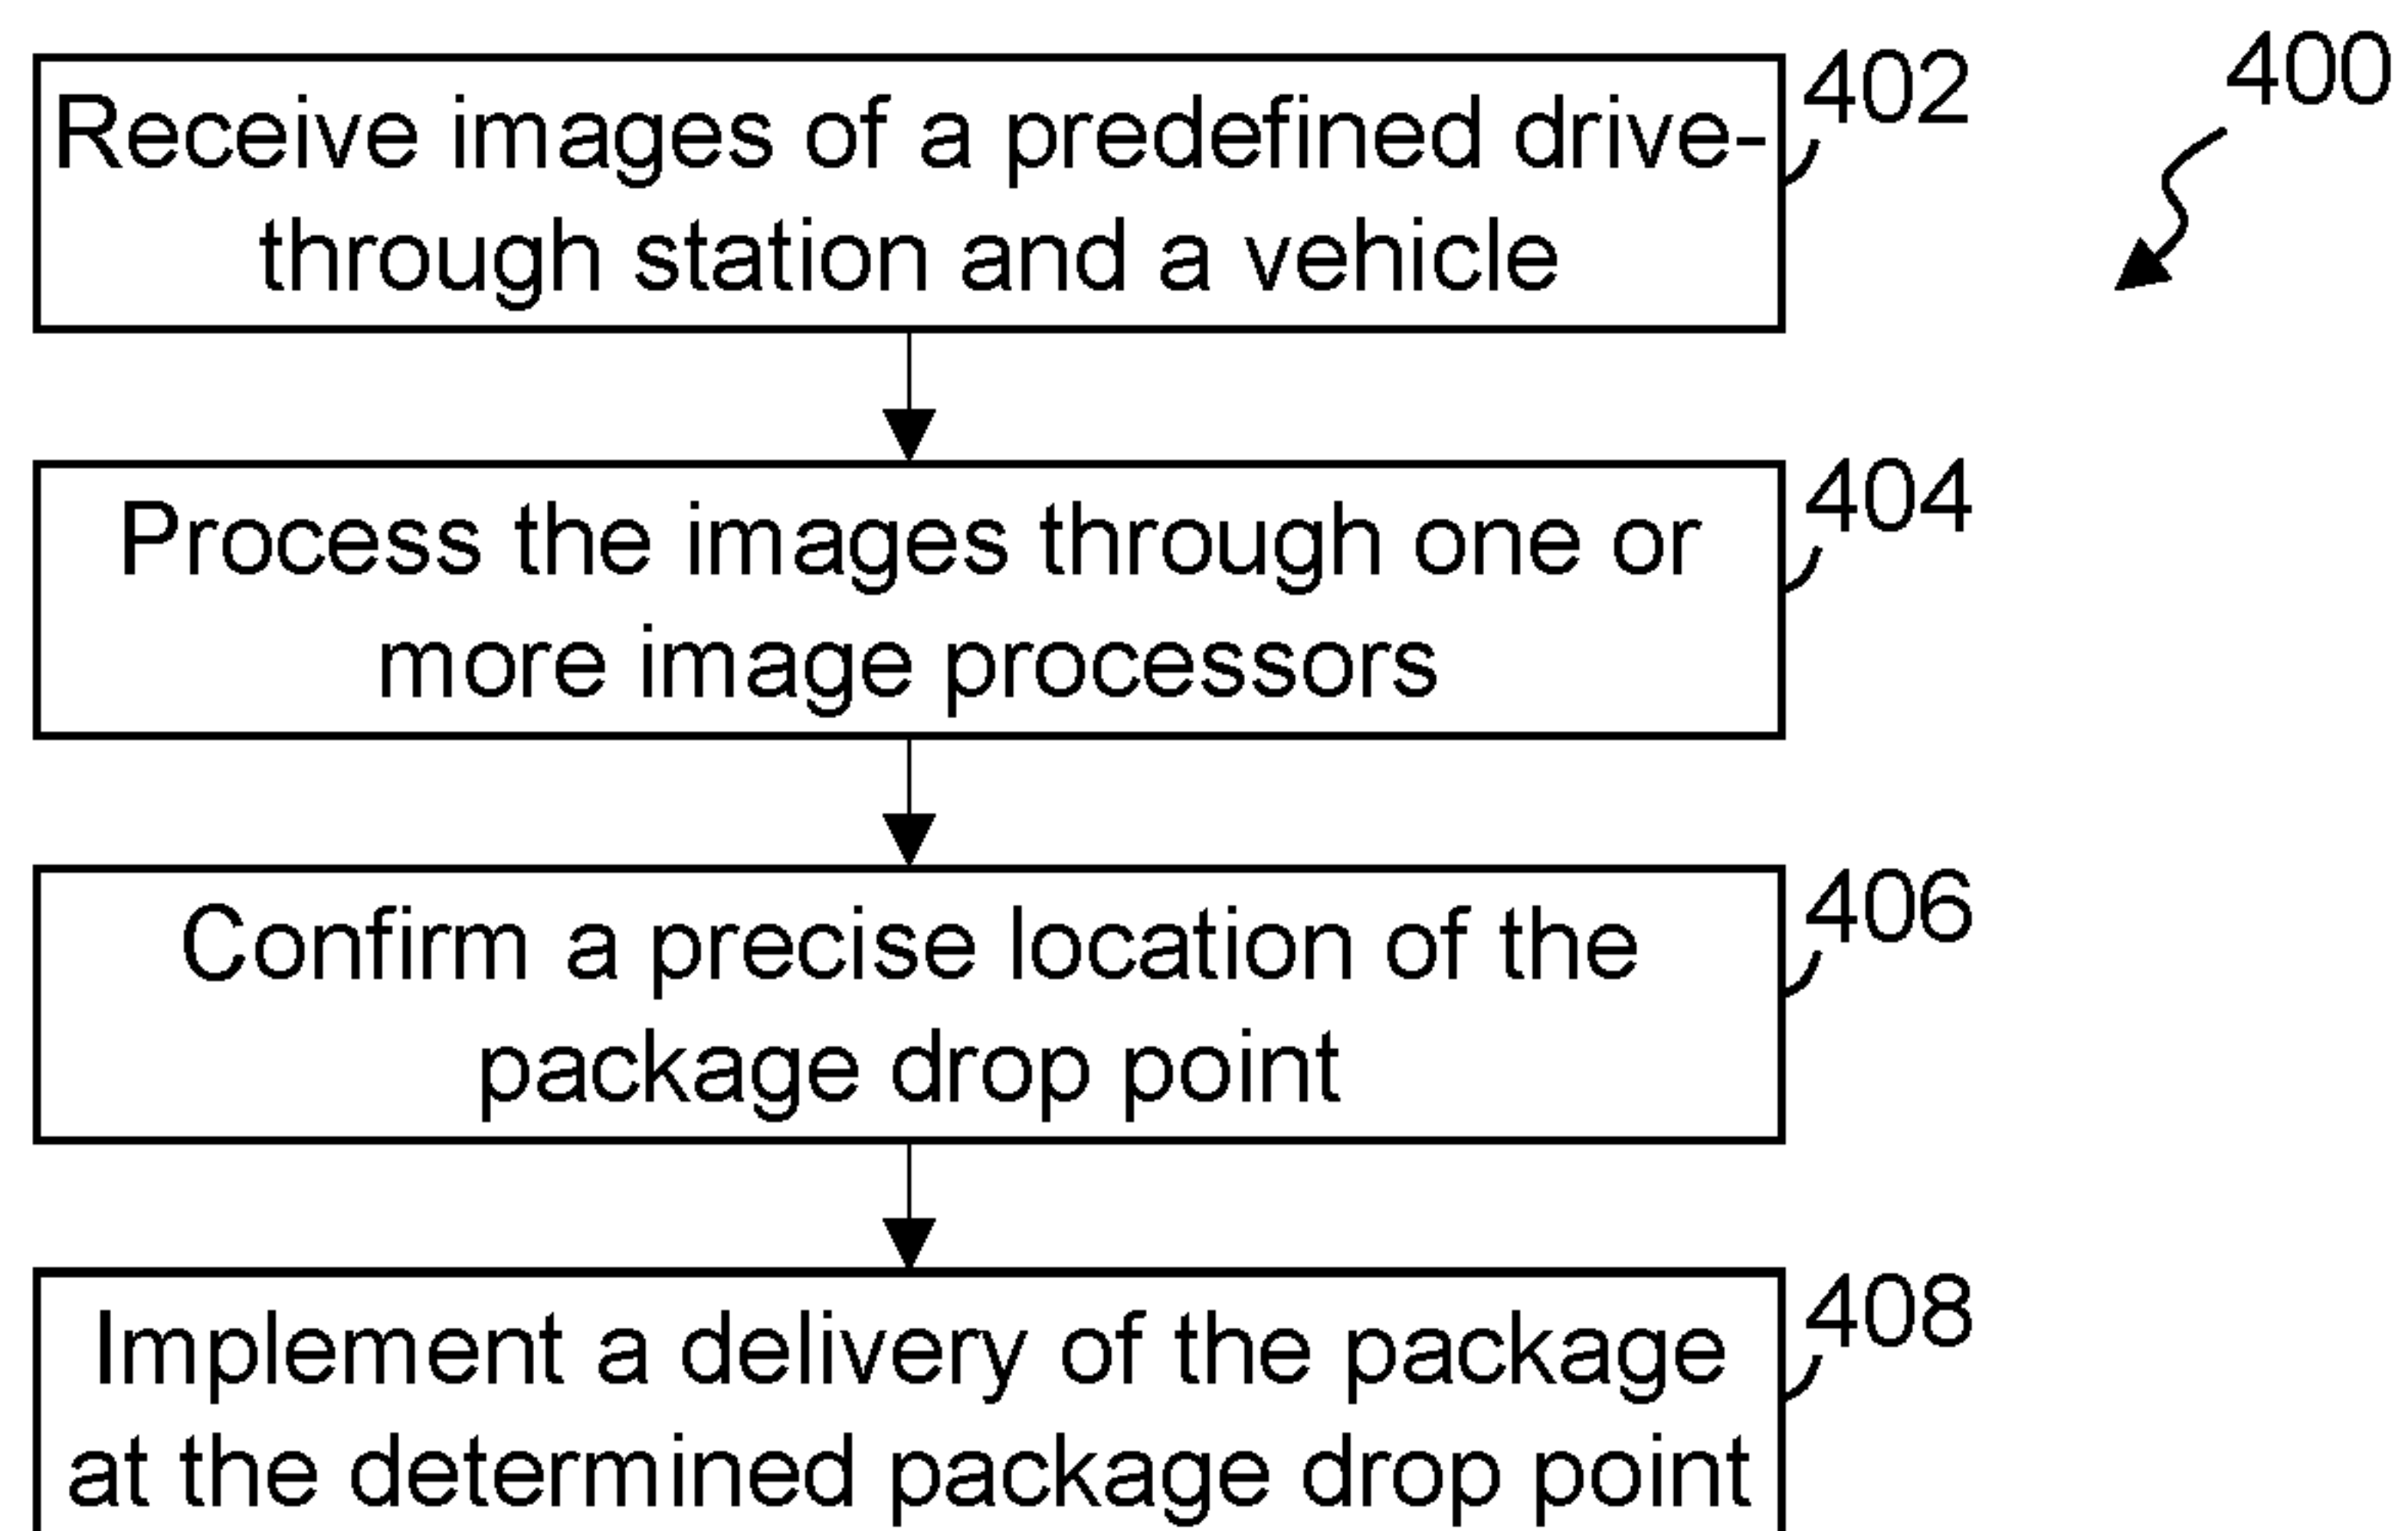 400
Receive images of a predefined drive-
through station and a vehicle
402
Process the images through one or
more image processors
404
Confirm a precise location of the
package drop point
406
Implement a delivery of the package
at the determined package drop point
408